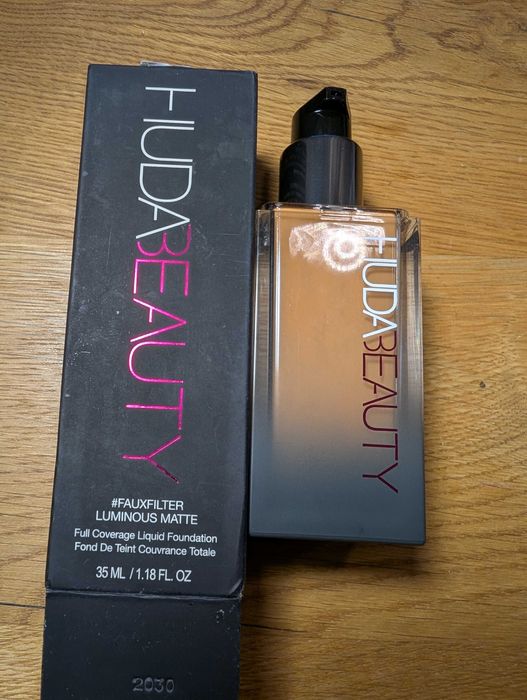 HUDABEAUTY
#FAUXFILTER
LUMINOUS MATTE
Full Coverage Liquid Foundation
Fond De Teint Couvrance Totale
35 ML / 1.18 FL. OZ
2030
HUDABEAUTY